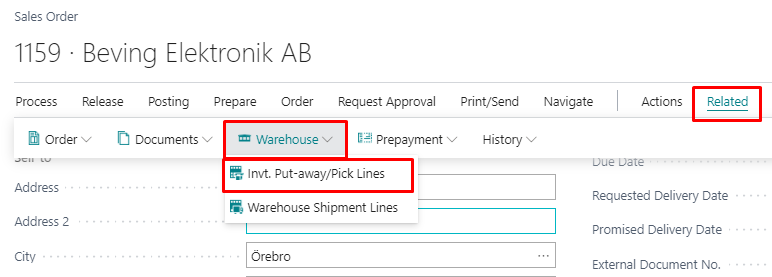 Sales Order
1159 · Beving Elektronik AB
Process Release Posting Prepare Order Request Approval Print/Send Navigate Actions Related
Order Documents Warehouse Prepayment History
Sell-to
Invt. Put-away/Pick Lines
Warehouse Shipment Lines
Address
Address 2
City
Örebro
Due Date
Requested Delivery Date
Promised Delivery Date
External Document No.